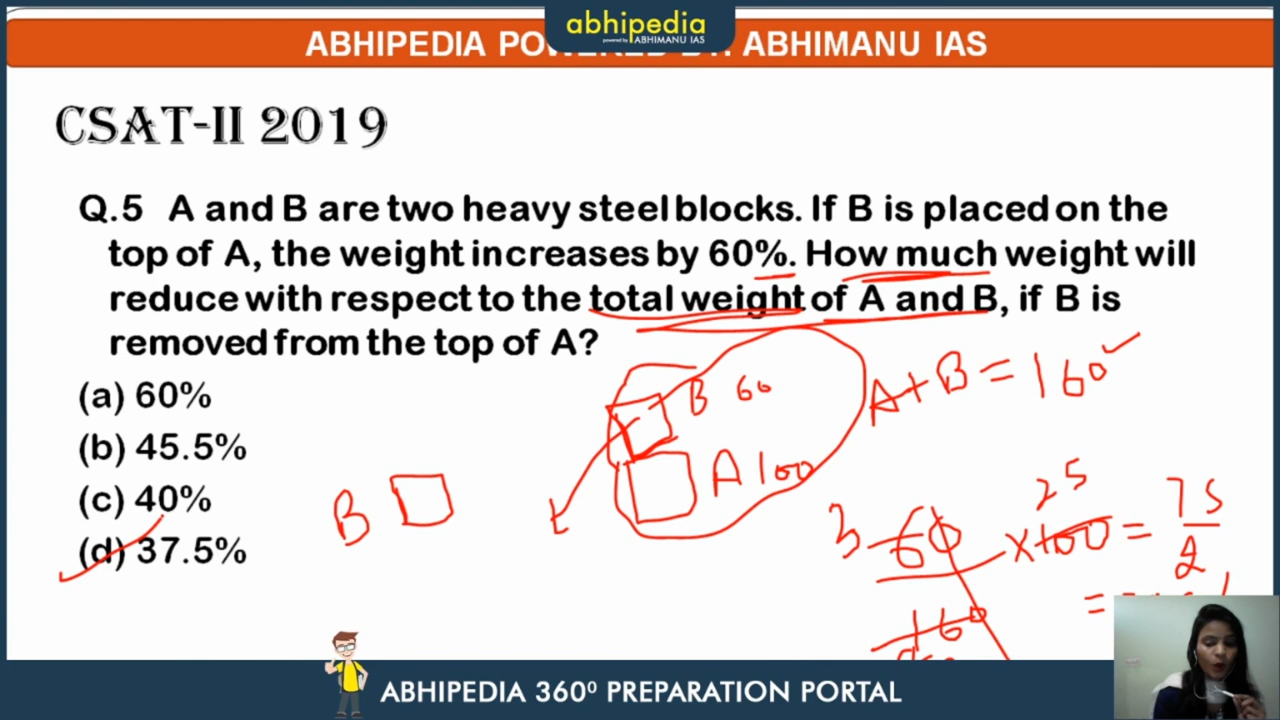 abhipedia
powered by ABHIMANU IAS
ABHIPEDIA POWERED BY: ABHIMANU IAS
CSAT-II 2019
Q.5 A and B are two heavy steel blocks. If B is placed on the
top of A, the weight increases by 60%. How much weight will
reduce with respect to the total weight of A and B, if B is
removed from the top of A?
(a) 60%
(b) 45.5%
(c) 40%
(d) 37.5%
B 60
A 100
A+B = 160
B
25
3 60 × 100 = 75
160 2
=
ABHIPEDIA 360⁰ PREPARATION PORTAL